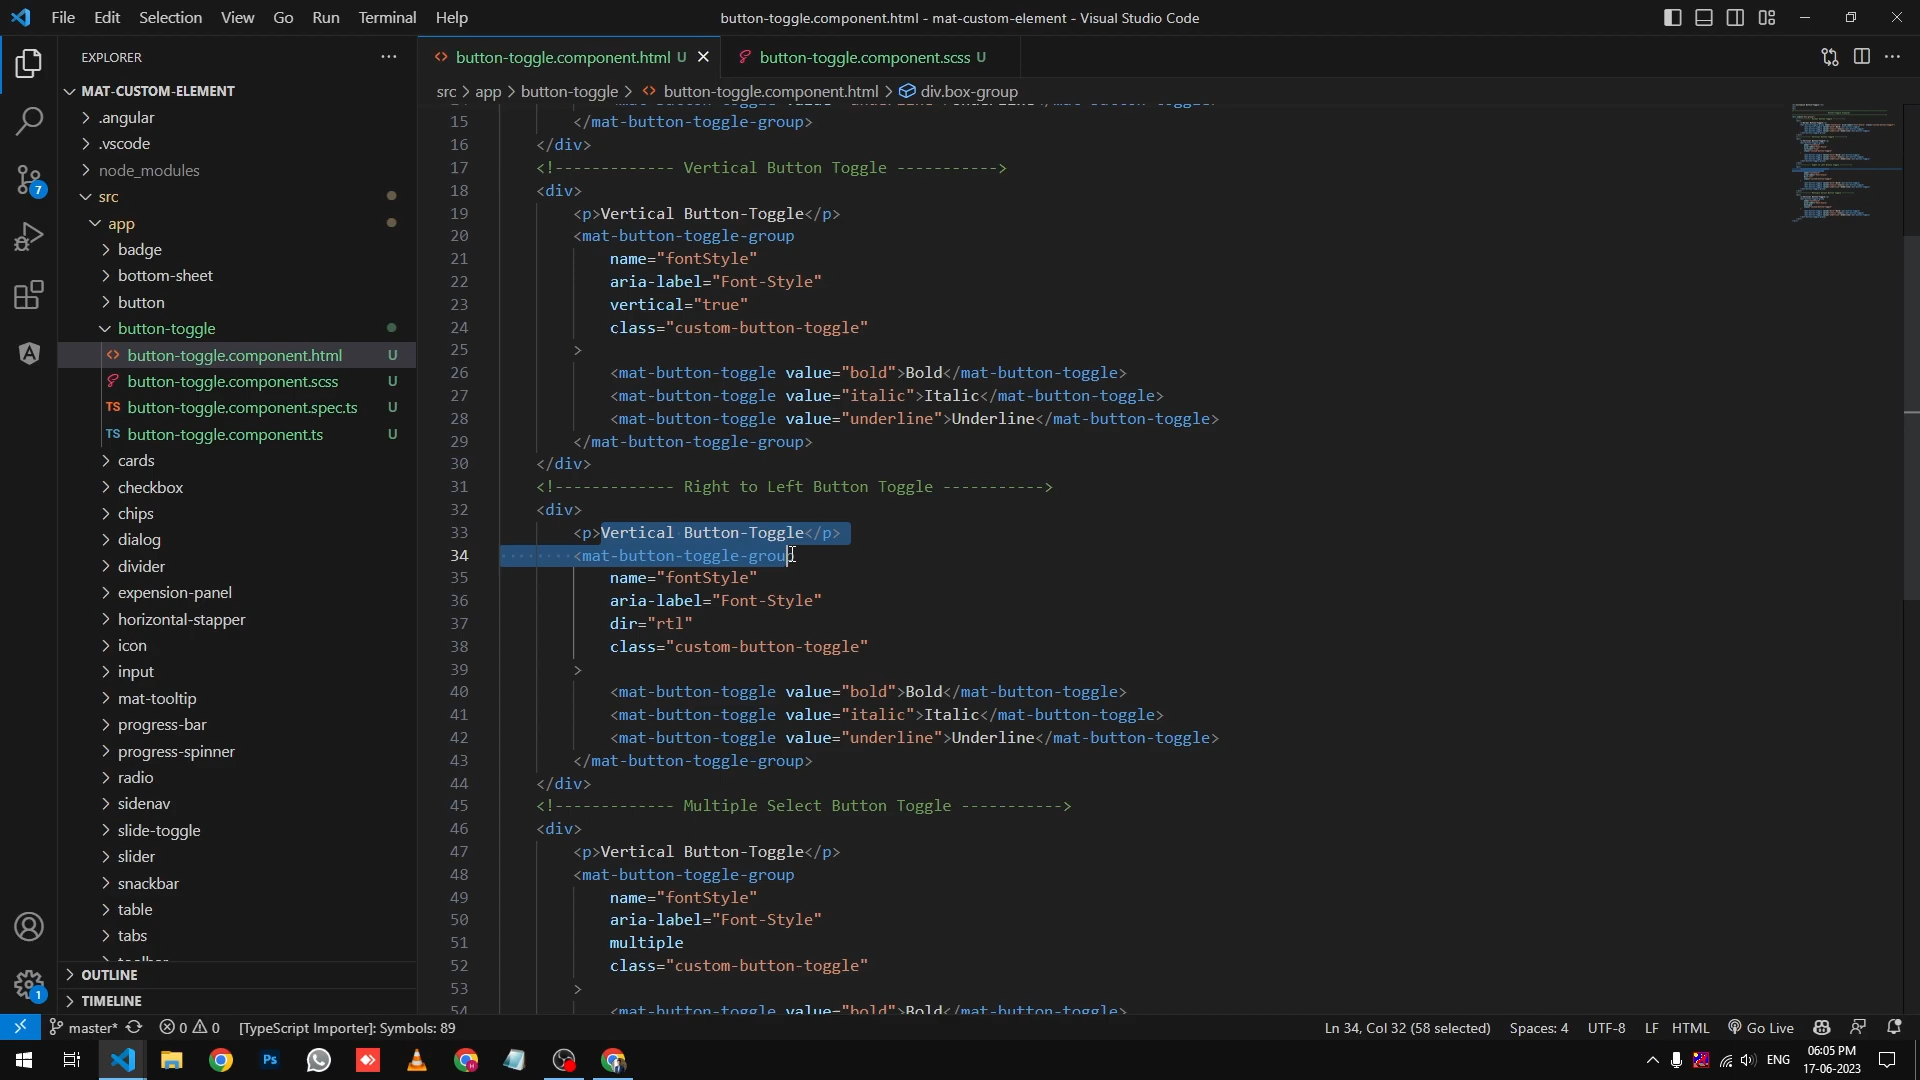 File Edit Selection View Go Run Terminal Help
button-toggle.component.html - mat-custom-element - Visual Studio Code
EXPLORER
MAT-CUSTOM-ELEMENT
.angular
.vscode
node_modules
src
app
badge
bottom-sheet
button
button-toggle
button-toggle.component.html U
button-toggle.component.scss U
button-toggle.component.spec.ts U
button-toggle.component.ts U
cards
checkbox
chips
dialog
divider
expension-panel
horizontal-stapper
icon
input
mat-tooltip
progress-bar
progress-spinner
radio
sidenav
slide-toggle
slider
snackbar
table
tabs
OUTLINE
TIMELINE
7
1
button-toggle.component.html U
button-toggle.component.scss U
src > app > button-toggle > button-toggle.component.html > div.box-group
15 </mat-button-toggle-group>
16 </div>
17 <!------------- Vertical Button Toggle ----------->
18 <div>
19 <p>Vertical Button-Toggle</p>
20 <mat-button-toggle-group
21 name="fontStyle"
22 aria-label="Font-Style"
23 vertical="true"
24 class="custom-button-toggle"
25 >
26 <mat-button-toggle value="bold">Bold</mat-button-toggle>
27 <mat-button-toggle value="italic">Italic</mat-button-toggle>
28 <mat-button-toggle value="underline">Underline</mat-button-toggle>
29 </mat-button-toggle-group>
30 </div>
31 <!------------- Right to Left Button Toggle ----------->
32 <div>
33 <p>Vertical Button-Toggle</p>
34 <mat-button-toggle-group
35 name="fontStyle"
36 aria-label="Font-Style"
37 dir="rtl"
38 class="custom-button-toggle"
39 >
40 <mat-button-toggle value="bold">Bold</mat-button-toggle>
41 <mat-button-toggle value="italic">Italic</mat-button-toggle>
42 <mat-button-toggle value="underline">Underline</mat-button-toggle>
43 </mat-button-toggle-group>
44 </div>
45 <!------------- Multiple Select Button Toggle ----------->
46 <div>
47 <p>Vertical Button-Toggle</p>
48 <mat-button-toggle-group
49 name="fontStyle"
50 aria-label="Font-Style"
51 multiple
52 class="custom-button-toggle"
53 >
54 <mat-button-toggle value="bold">Bold</mat-button-toggle>
master* 0 0 [TypeScript Importer]: Symbols: 89
Ln 34, Col 32 (58 selected) Spaces: 4 UTF-8 LF HTML Go Live
Ps
ENG
06:05 PM
17-06-2023